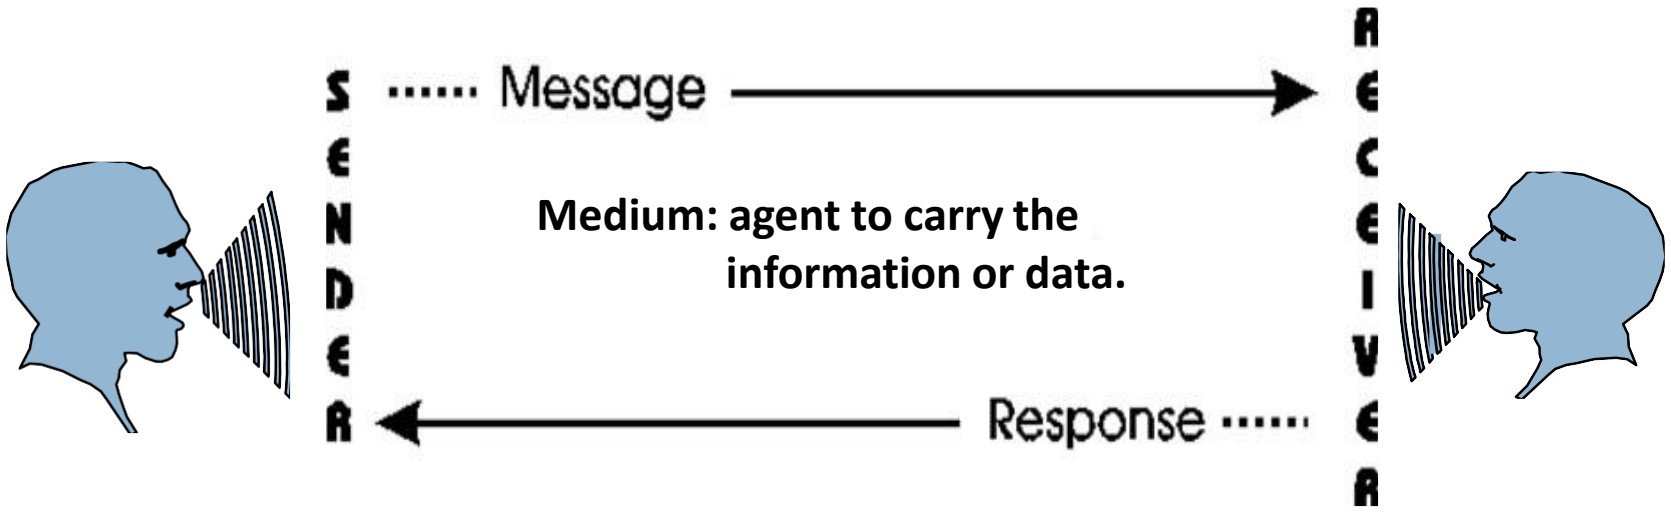 SENDER
...... Message
RECEIVER
Medium: agent to carry the
information or data.
Response ......